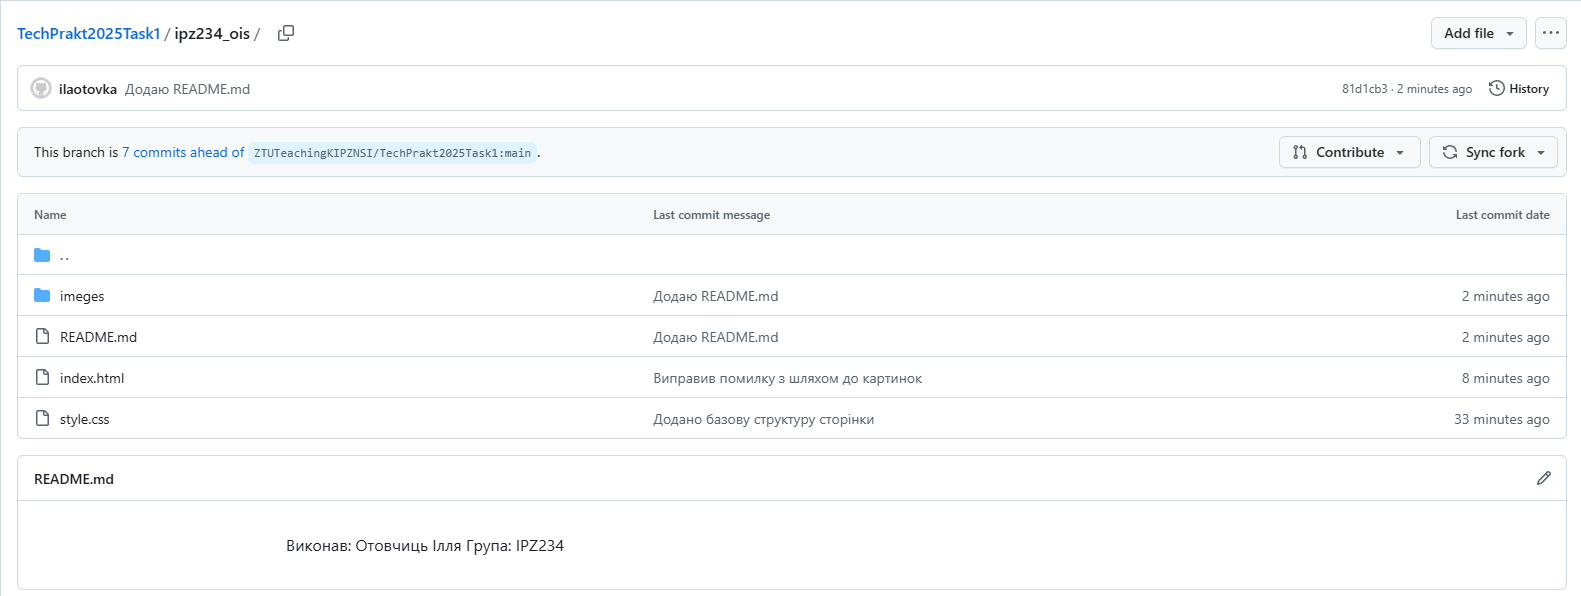 TechPrakt2025Task1 / ipz234_ois /
Add file
ilaotovka Додаю README.md
81d1cb3 · 2 minutes ago
History
This branch is 7 commits ahead of ZTUTeachingKIPZNSI/TechPrakt2025Task1:main .
Contribute
Sync fork
Name Last commit message Last commit date
..
imeges Додаю README.md 2 minutes ago
README.md Додаю README.md 2 minutes ago
index.html Виправив помилку з шляхом до картинок 8 minutes ago
style.css Додано базову структуру сторінки 33 minutes ago
README.md
Виконав: Отовчиць Ілля Група: IPZ234